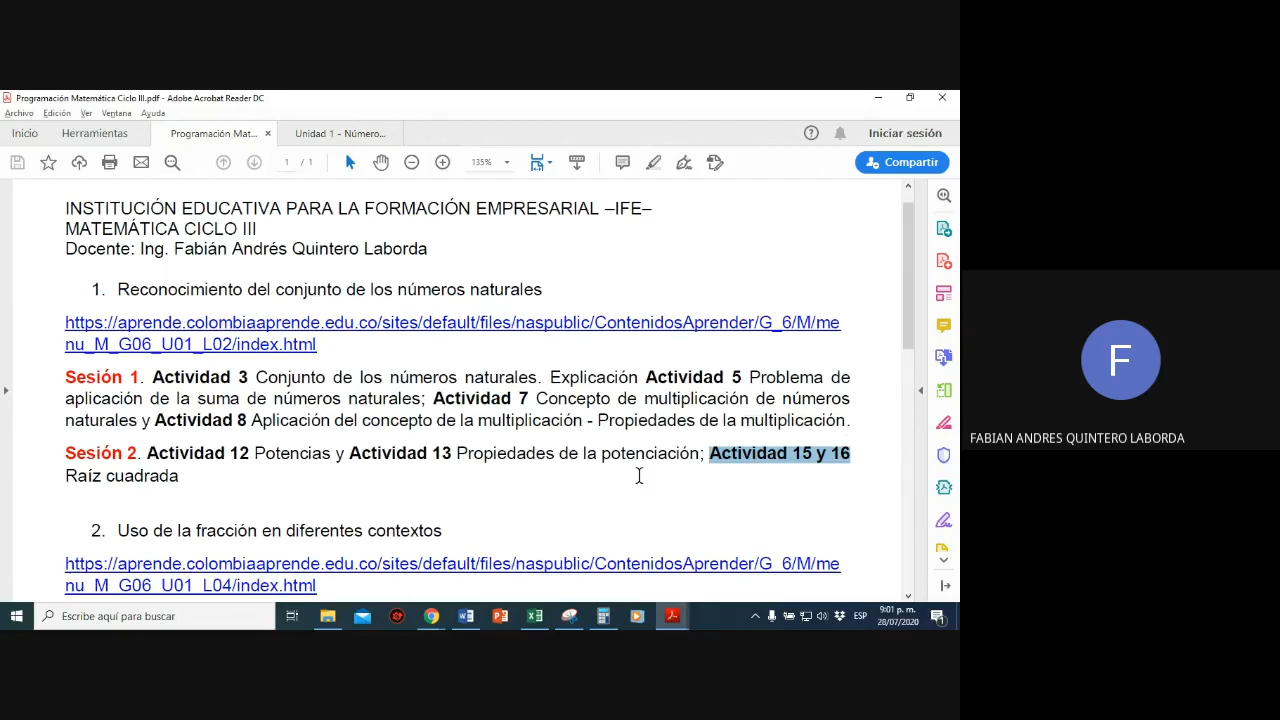 Programación Matemática Ciclo III.pdf - Adobe Acrobat Reader DC
Archivo Edición Ver Ventana Ayuda
Inicio Herramientas Programación Mat... × Unidad 1 - Número... Iniciar sesión
1 / 1 135% Compartir
INSTITUCIÓN EDUCATIVA PARA LA FORMACIÓN EMPRESARIAL –IFE–
MATEMÁTICA CICLO III
Docente: Ing. Fabián Andrés Quintero Laborda
1. Reconocimiento del conjunto de los números naturales
https://aprende.colombiaaprende.edu.co/sites/default/files/naspublic/ContenidosAprender/G_6/M/me
nu_M_G06_U01_L02/index.html
Sesión 1. Actividad 3 Conjunto de los números naturales. Explicación Actividad 5 Problema de
aplicación de la suma de números naturales; Actividad 7 Concepto de multiplicación de números
naturales y Actividad 8 Aplicación del concepto de la multiplicación - Propiedades de la multiplicación.
Sesión 2. Actividad 12 Potencias y Actividad 13 Propiedades de la potenciación; Actividad 15 y 16
Raíz cuadrada
2. Uso de la fracción en diferentes contextos
https://aprende.colombiaaprende.edu.co/sites/default/files/naspublic/ContenidosAprender/G_6/M/me
nu_M_G06_U01_L04/index.html
F
FABIAN ANDRES QUINTERO LABORDA
Escribe aquí para buscar
ESP
9:01 p. m.
28/07/2020
1